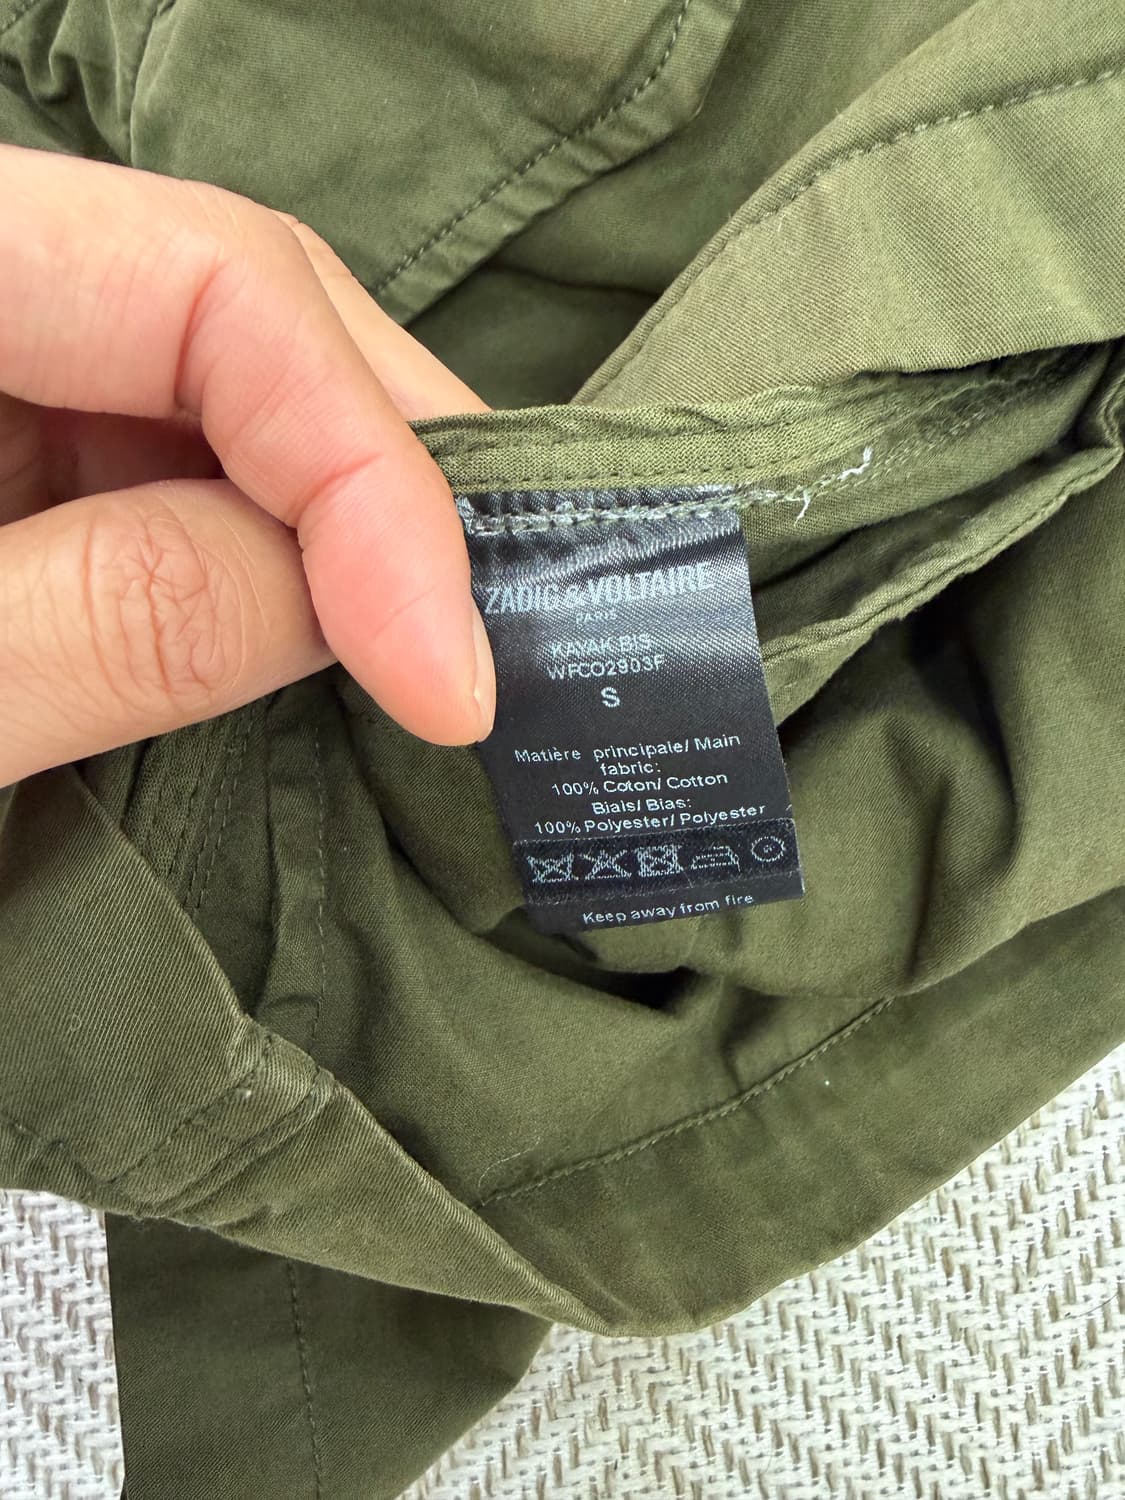 ZADIG&VOLTAIRE
PARIS
KAYAK BIS
WFCO2903F
S
Matière principale/ Main
fabric:
100% Coton/ Cotton
Biais/ Bias:
100% Polyester/ Polyester
Keep away from fire